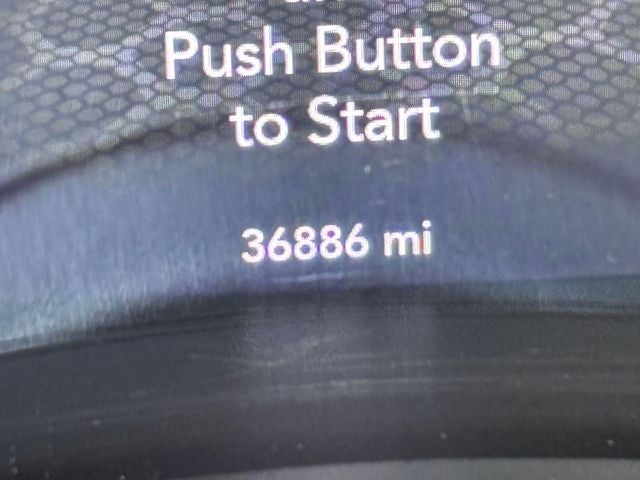 Push Button
to Start
36886 mi